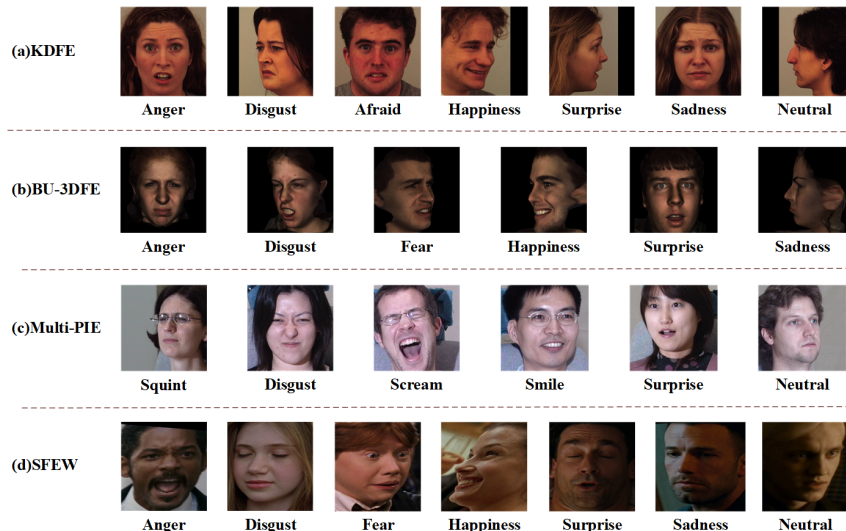 (a)KDFE
Anger Disgust Afraid Happiness Surprise Sadness Neutral
(b)BU-3DFE
Anger Disgust Fear Happiness Surprise Sadness
(c)Multi-PIE
Squint Disgust Scream Smile Surprise Neutral
(d)SFEW
Anger Disgust Fear Happiness Surprise Sadness Neutral